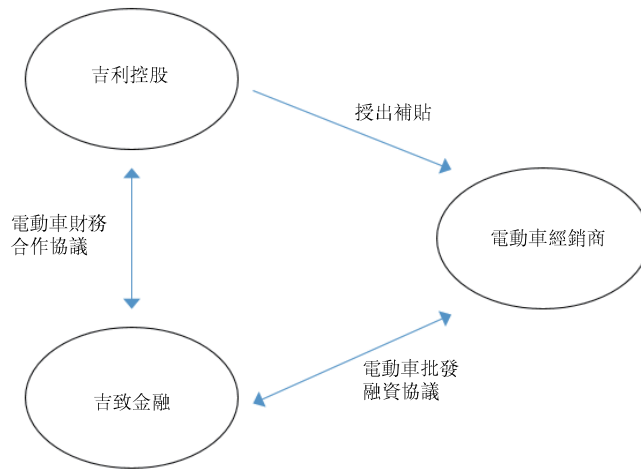 吉利控股
授出補貼
電動車財務
合作協議
電動車經銷商
電動車批發
融資協議
吉致金融